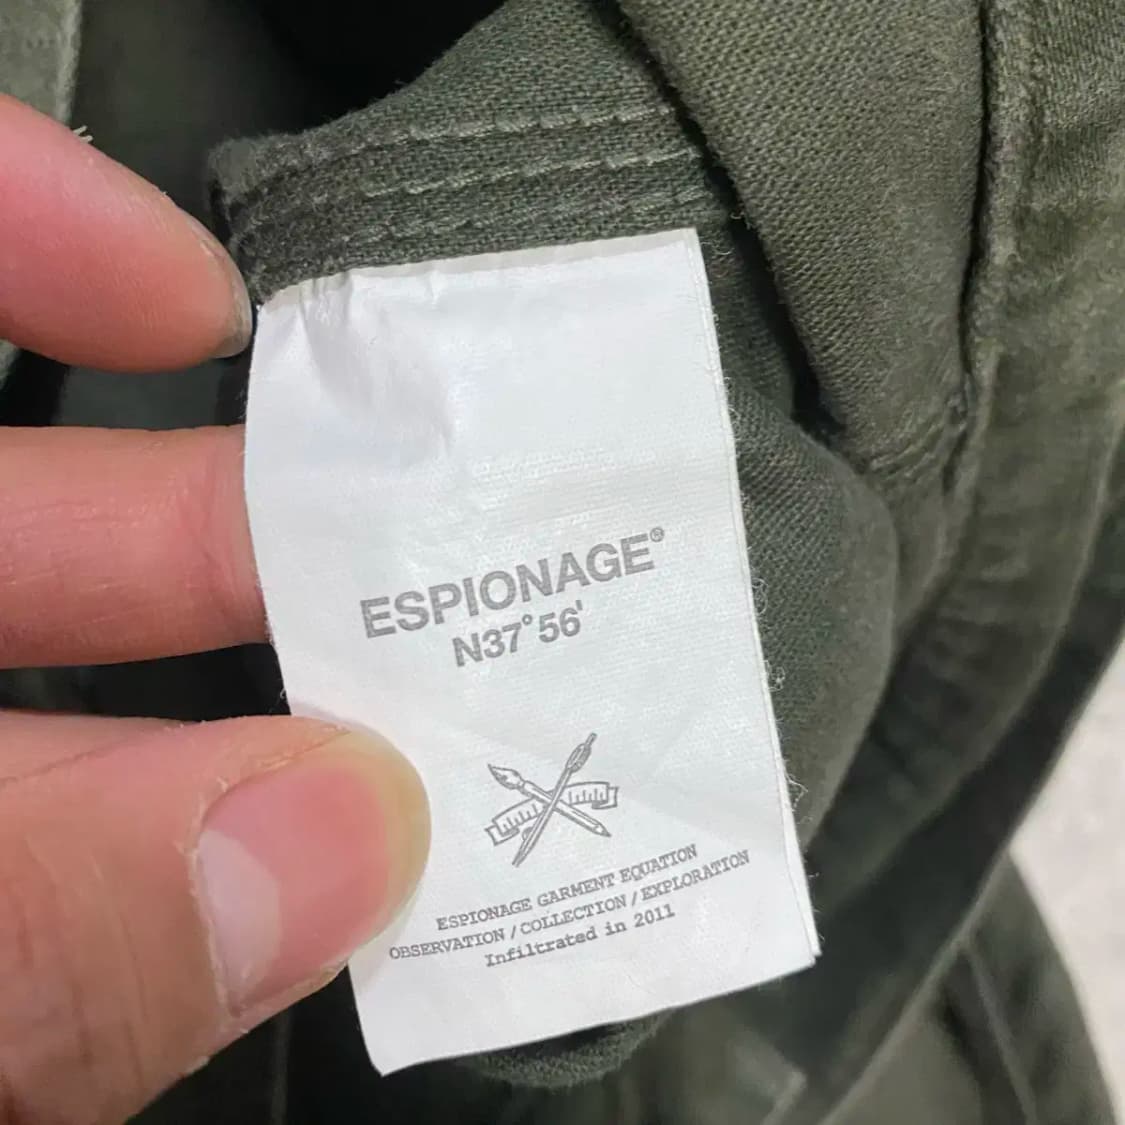 ESPIONAGE®
N37°56'
ESPIONAGE GARMENT EQUATION
OBSERVATION / COLLECTION / EXPLORATION
Infiltrated in 2011